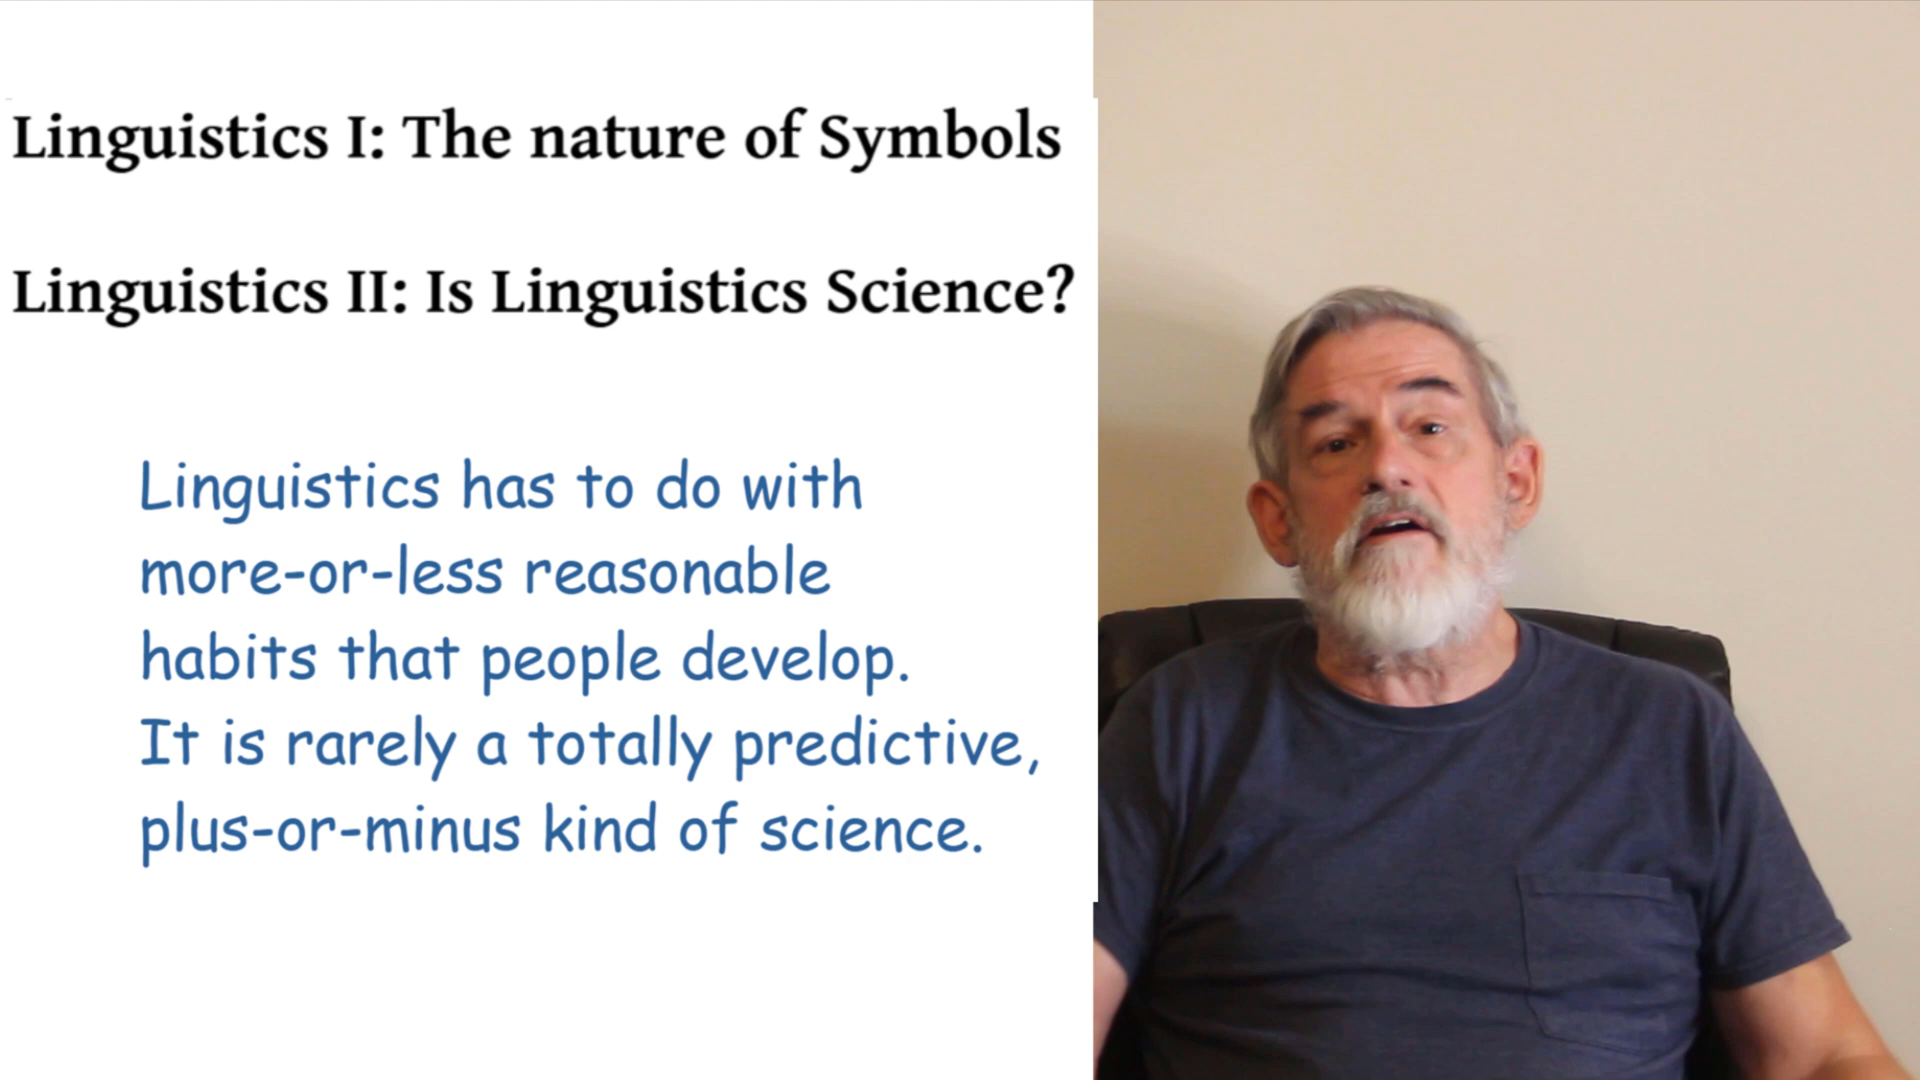 Linguistics I: The nature of Symbols
Linguistics II: Is Linguistics Science?
Linguistics has to do with
more-or-less reasonable
habits that people develop.
It is rarely a totally predictive,
plus-or-minus kind of science.